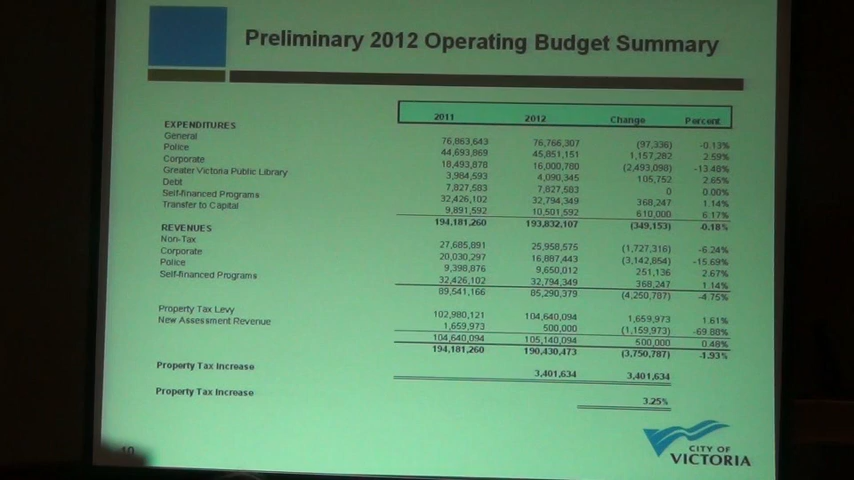 Preliminary 2012 Operating Budget Summary
2011 2012 Change Percent
EXPENDITURES
General 76,863,643 76,766,307 (97,336) -0.13%
Police 44,693,869 45,851,151 1,157,282 2.59%
Corporate 18,493,878 16,000,780 (2,493,098) -13.48%
Greater Victoria Public Library 3,984,593 4,090,345 105,752 2.65%
Debt 7,827,583 7,827,583 0 0.00%
Self-financed Programs 32,426,102 32,794,349 368,247 1.14%
Transfer to Capital 9,891,592 10,501,592 610,000 6.17%
194,181,260 193,832,107 (349,153) -0.18%
REVENUES
Non-Tax 27,685,891 25,958,575 (1,727,316) -6.24%
Corporate 20,030,297 16,887,443 (3,142,854) -15.69%
Police 9,398,876 9,650,012 251,136 2.67%
Self-financed Programs 32,426,102 32,794,349 368,247 1.14%
89,541,166 85,290,379 (4,250,787) -4.75%
Property Tax Levy 102,980,121 104,640,094 1,659,973 1.61%
New Assessment Revenue 1,659,973 500,000 (1,159,973) -69.88%
104,640,094 105,140,094 500,000 0.48%
194,181,260 190,430,473 (3,750,787) -1.93%
Property Tax Increase 3,401,634 3,401,634
Property Tax Increase 3.25%
10
CITY OF
VICTORIA